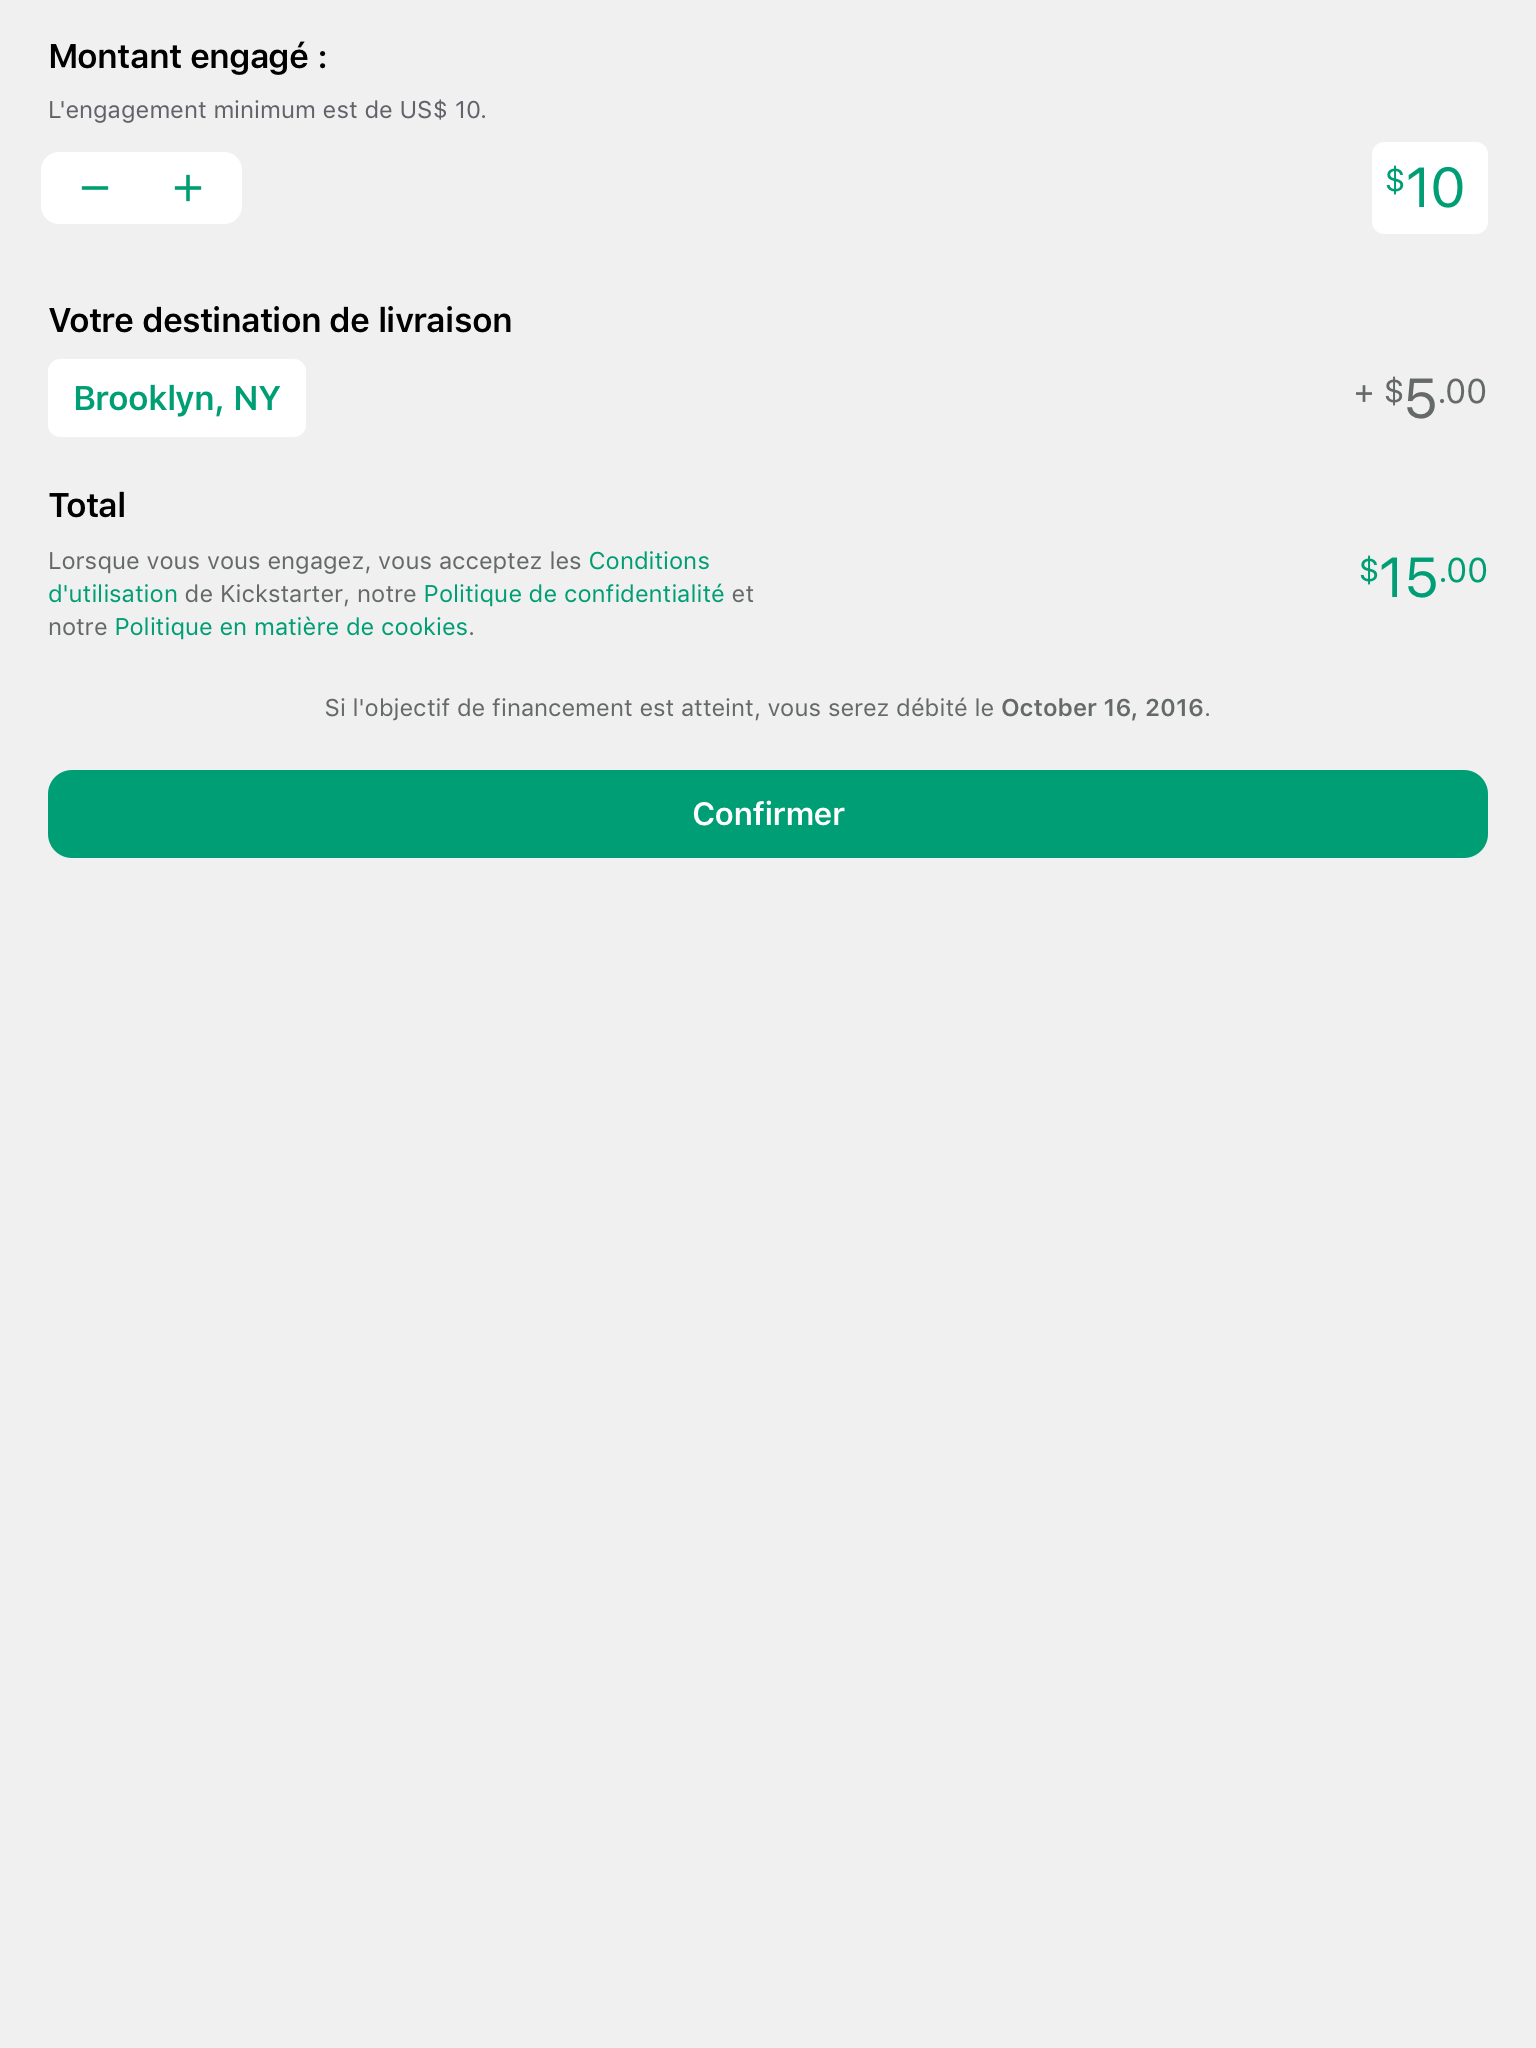 Montant engagé :
L'engagement minimum est de US$ 10.
− +
$10
Votre destination de livraison
Brooklyn, NY
+ $5.00
Total
Lorsque vous vous engagez, vous acceptez les Conditions
d'utilisation de Kickstarter, notre Politique de confidentialité et
notre Politique en matière de cookies.
$15.00
Si l'objectif de financement est atteint, vous serez débité le October 16, 2016.
Confirmer